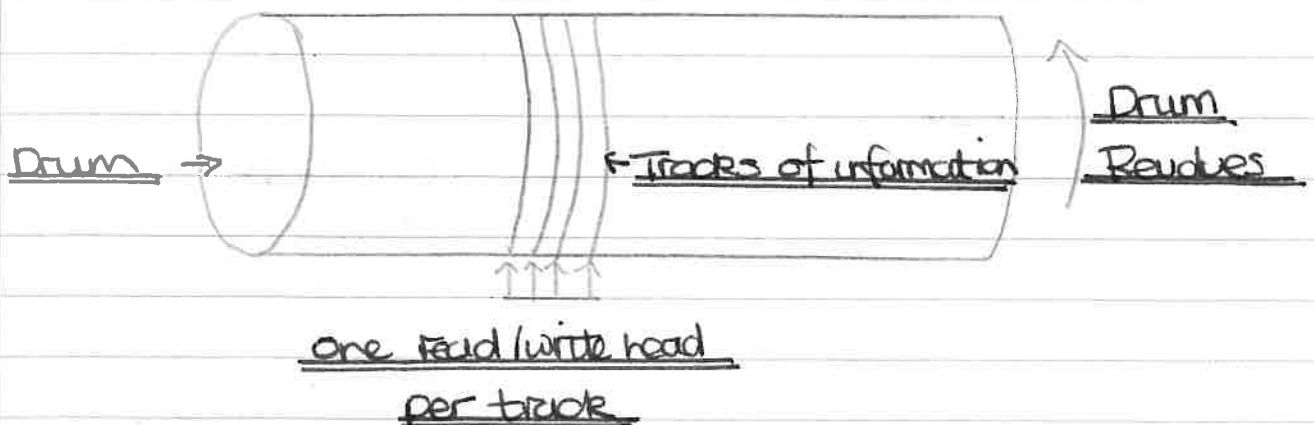 Drum
Drum →
← Tracks of information
Revolves
One read/write head
per track